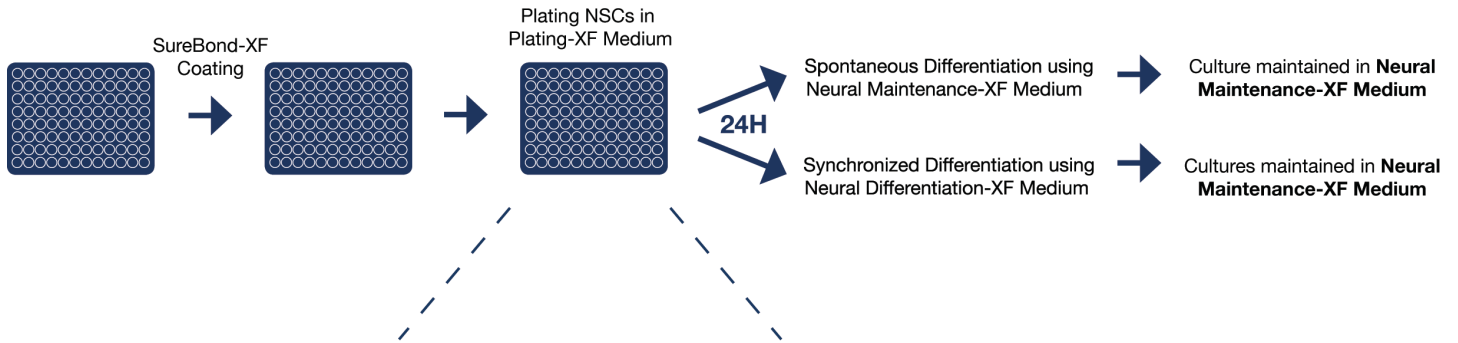 SureBond-XF
Coating
Plating NSCs in
Plating-XF Medium
24H
Spontaneous Differentiation using
Neural Maintenance-XF Medium
Culture maintained in Neural
Maintenance-XF Medium
Synchronized Differentiation using
Neural Differentiation-XF Medium
Cultures maintained in Neural
Maintenance-XF Medium